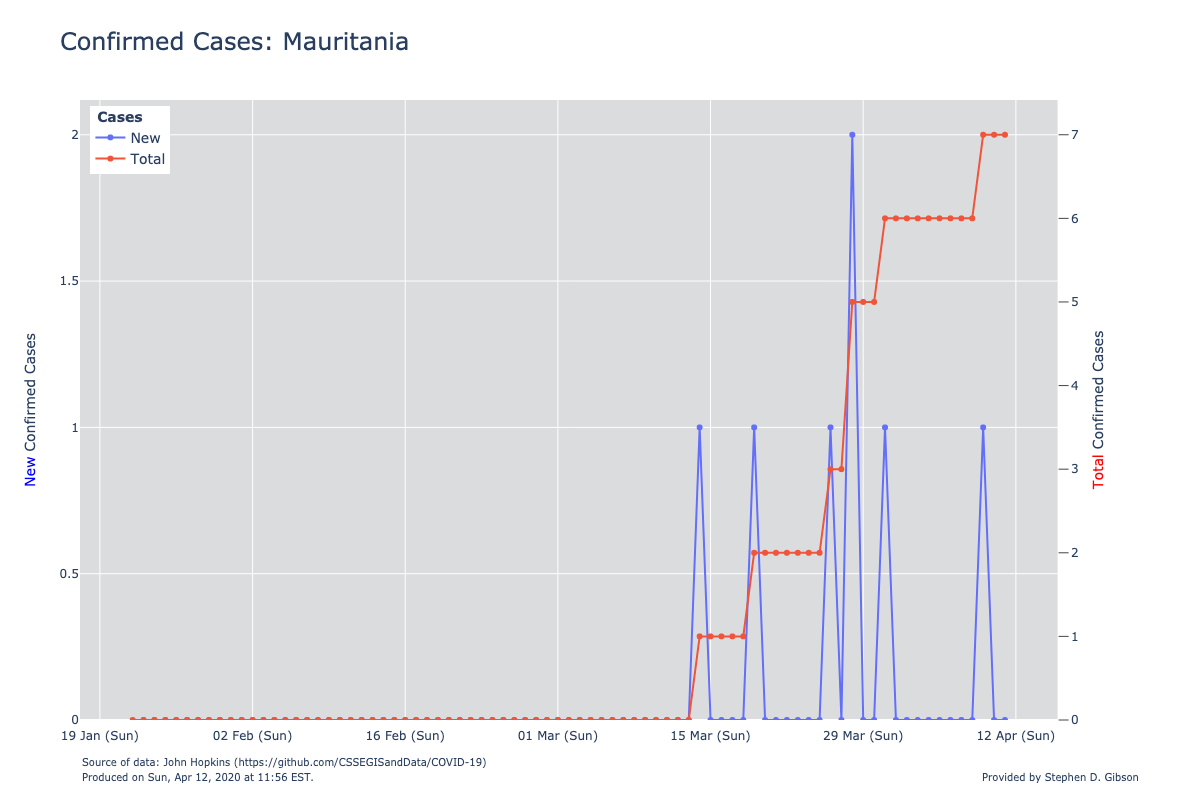 Confirmed Cases: Mauritania
Cases
New
Total
2
1.5
1
0.5
0
7
6
5
4
3
2
1
0
New Confirmed Cases
Total Confirmed Cases
19 Jan (Sun) 02 Feb (Sun) 16 Feb (Sun) 01 Mar (Sun) 15 Mar (Sun) 29 Mar (Sun) 12 Apr (Sun)
Source of data: John Hopkins (https://github.com/CSSEGISandData/COVID-19)
Produced on Sun, Apr 12, 2020 at 11:56 EST.
Provided by Stephen D. Gibson